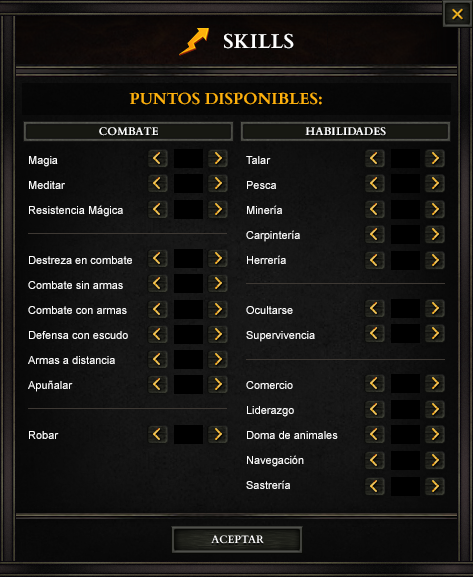 SKILLS
PUNTOS DISPONIBLES:
COMBATE
Magia
Meditar
Resistencia Mágica
Destreza en combate
Combate sin armas
Combate con armas
Defensa con escudo
Armas a distancia
Apuñalar
Robar
HABILIDADES
Talar
Pesca
Minería
Carpintería
Herrería
Ocultarse
Supervivencia
Comercio
Liderazgo
Doma de animales
Navegación
Sastrería
ACEPTAR